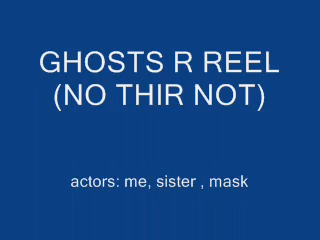 GHOSTS R REEL
(NO THIR NOT)
actors: me, sister , mask